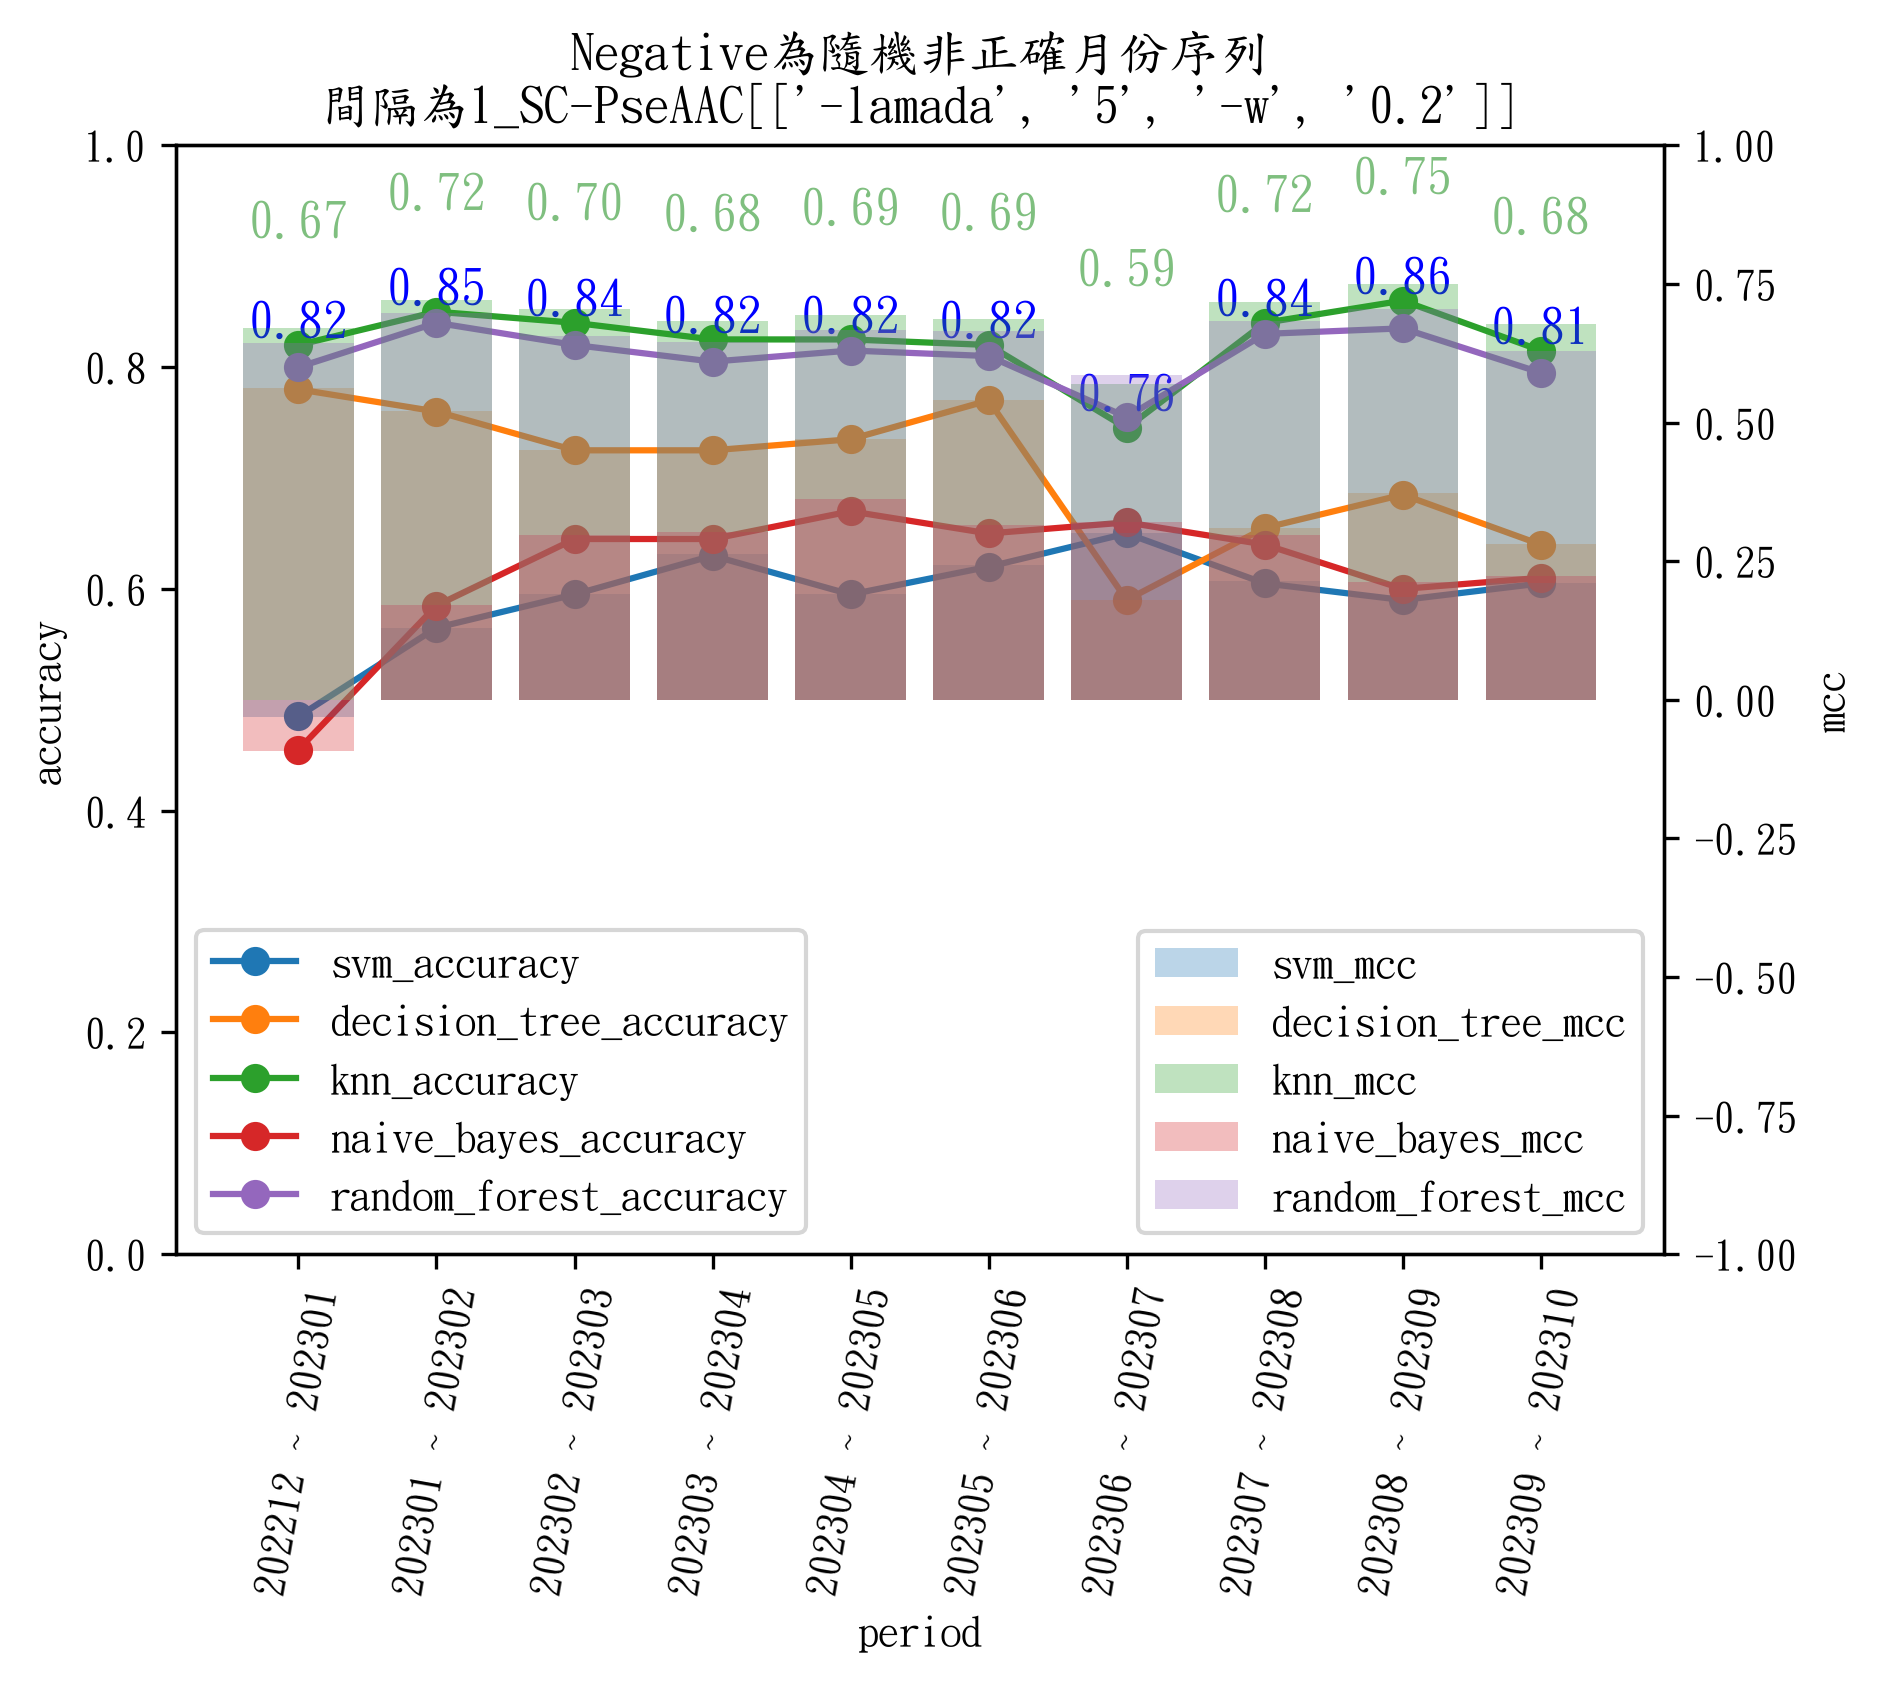 Negative為隨機非正確月份序列
間隔為1_SC-PseAAC[['-lamada', '5', '-w', '0.2']]
1.0
0.8
0.6
0.4
0.2
0.0
accuracy
1.00
0.75
0.50
0.25
0.00
-0.25
-0.50
-0.75
-1.00
mcc
0.67
0.72
0.70
0.68
0.69
0.69
0.59
0.72
0.75
0.68
0.82
0.85
0.84
0.82
0.82
0.82
0.76
0.84
0.86
0.81
svm_accuracy
decision_tree_accuracy
knn_accuracy
naive_bayes_accuracy
random_forest_accuracy
svm_mcc
decision_tree_mcc
knn_mcc
naive_bayes_mcc
random_forest_mcc
202212 ~ 202301
202301 ~ 202302
202302 ~ 202303
202303 ~ 202304
202304 ~ 202305
202305 ~ 202306
202306 ~ 202307
202307 ~ 202308
202308 ~ 202309
202309 ~ 202310
period